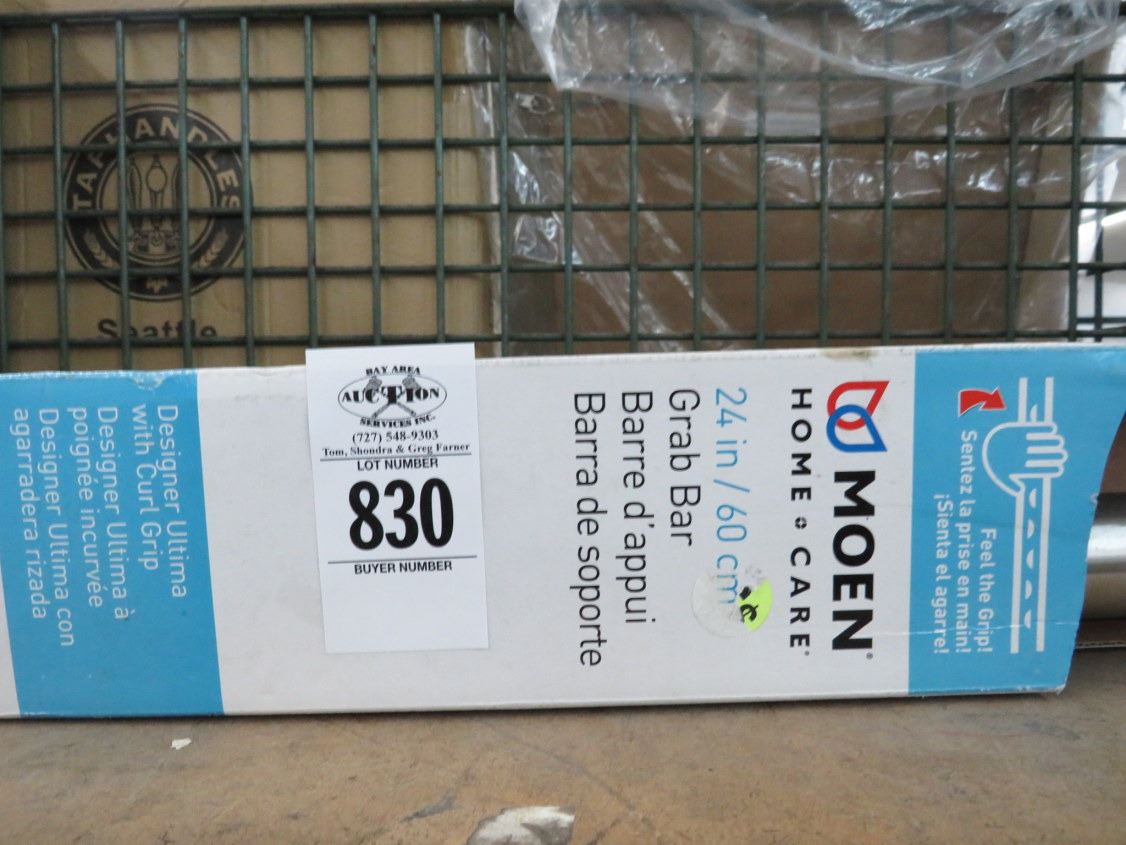 TAPHANDLES
Seattle
BAY AREA
AUCTION
SERVICES INC.
(727) 548-9303
Tom, Shondra & Greg Farner
LOT NUMBER
830
BUYER NUMBER
MOEN®
HOME CARE®
24 in / 60 cm
Grab Bar
Barre d'appui
Barra de soporte
Feel the Grip!
Sentez la prise en main!
¡Sienta el agarre!
Designer Ultima
with Curl Grip
Designer Ultima à
poignée incurvée
Designer Ultima con
agarradera rizada